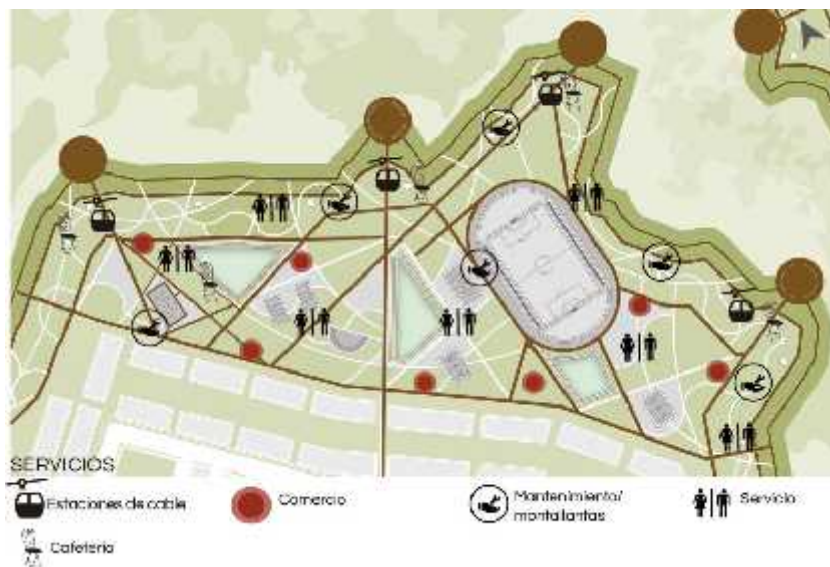 SERVICIOS
Estaciones de cable
Comercio
Mantenimiento/
montallantas
Servicio
Cafetería